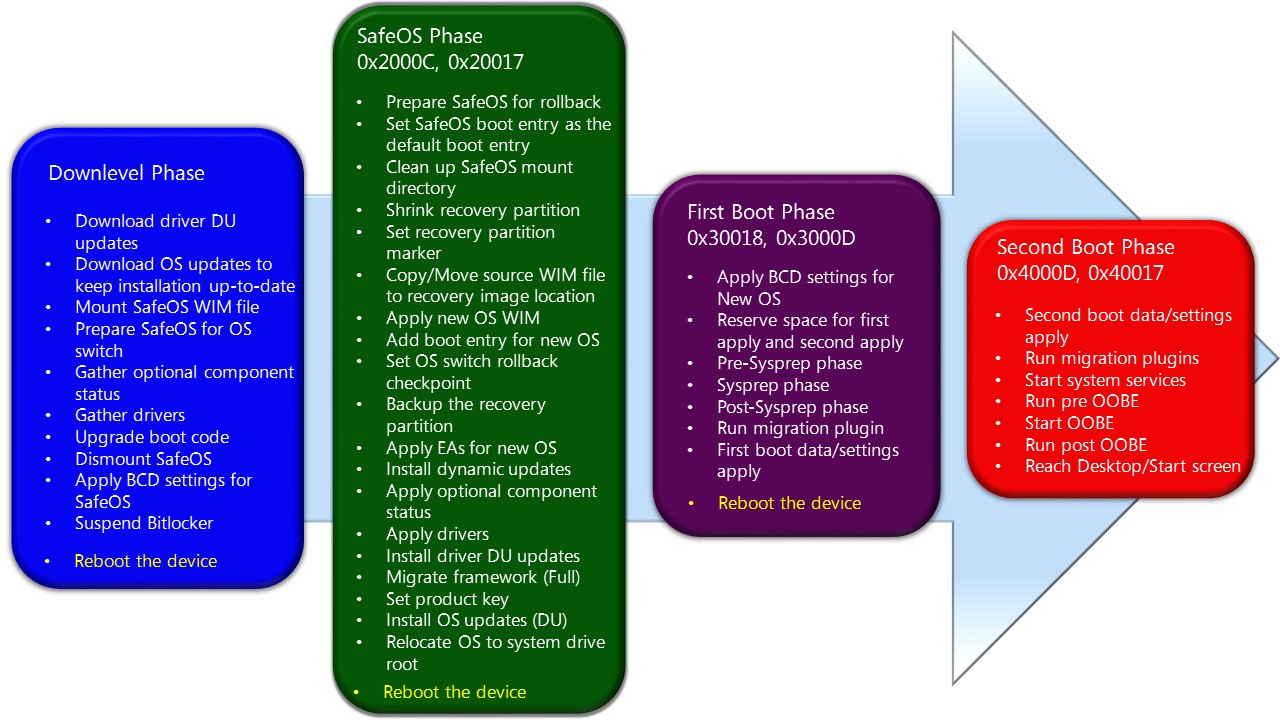 Downlevel Phase
• Download driver DU
updates
• Download OS updates to
keep installation up-to-date
• Mount SafeOS WIM file
• Prepare SafeOS for OS
switch
• Gather optional component
status
• Gather drivers
• Upgrade boot code
• Dismount SafeOS
• Apply BCD settings for
SafeOS
• Suspend Bitlocker
• Reboot the device
SafeOS Phase
0x2000C, 0x20017
• Prepare SafeOS for rollback
• Set SafeOS boot entry as the
default boot entry
• Clean up SafeOS mount
directory
• Shrink recovery partition
• Set recovery partition
marker
• Copy/Move source WIM file
to recovery image location
• Apply new OS WIM
• Add boot entry for new OS
• Set OS switch rollback
checkpoint
• Backup the recovery
partition
• Apply EAs for new OS
• Install dynamic updates
• Apply optional component
status
• Apply drivers
• Install driver DU updates
• Migrate framework (Full)
• Set product key
• Install OS updates (DU)
• Relocate OS to system drive
root
• Reboot the device
First Boot Phase
0x30018, 0x3000D
• Apply BCD settings for
New OS
• Reserve space for first
apply and second apply
• Pre-Sysprep phase
• Sysprep phase
• Post-Sysprep phase
• Run migration plugin
• First boot data/settings
apply
• Reboot the device
Second Boot Phase
0x4000D, 0x40017
• Second boot data/settings
apply
• Run migration plugins
• Start system services
• Run pre OOBE
• Start OOBE
• Run post OOBE
• Reach Desktop/Start screen